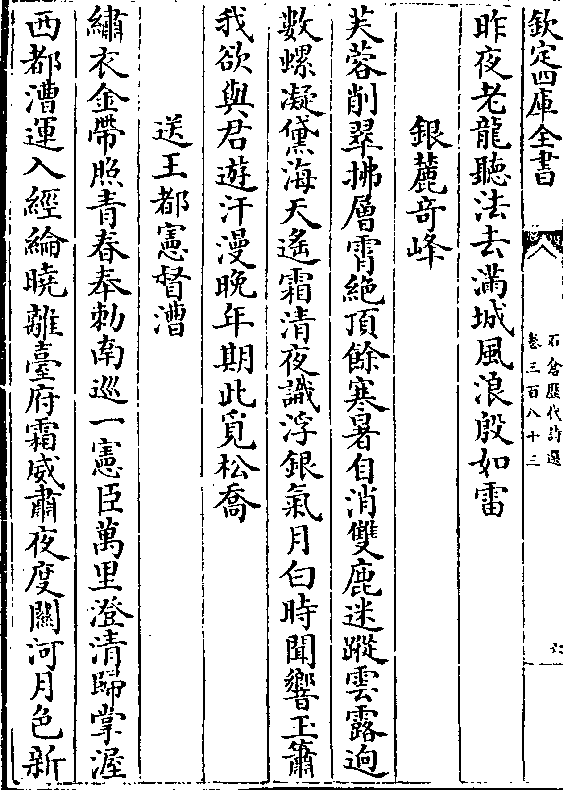 欽定四庫全書
石倉歷代詩選
卷三百八十三
六
昨夜老龍聽法去滿城風浪殷如雷
銀麓竒峰
芙蓉削翠拂層霄絶頂餘寒暑自消雙鹿迷蹤雲露逈
數螺凝黛海天遙霜清夜識浮銀氣月白時聞響玉簫
我欲與君遊汗漫晚年期此覓松喬
送王都憲督漕
繡衣金帶照青春奉勅南巡一憲臣萬里澄清歸掌渥
西都漕運入經綸曉離臺府霜威肅夜度關河月色新